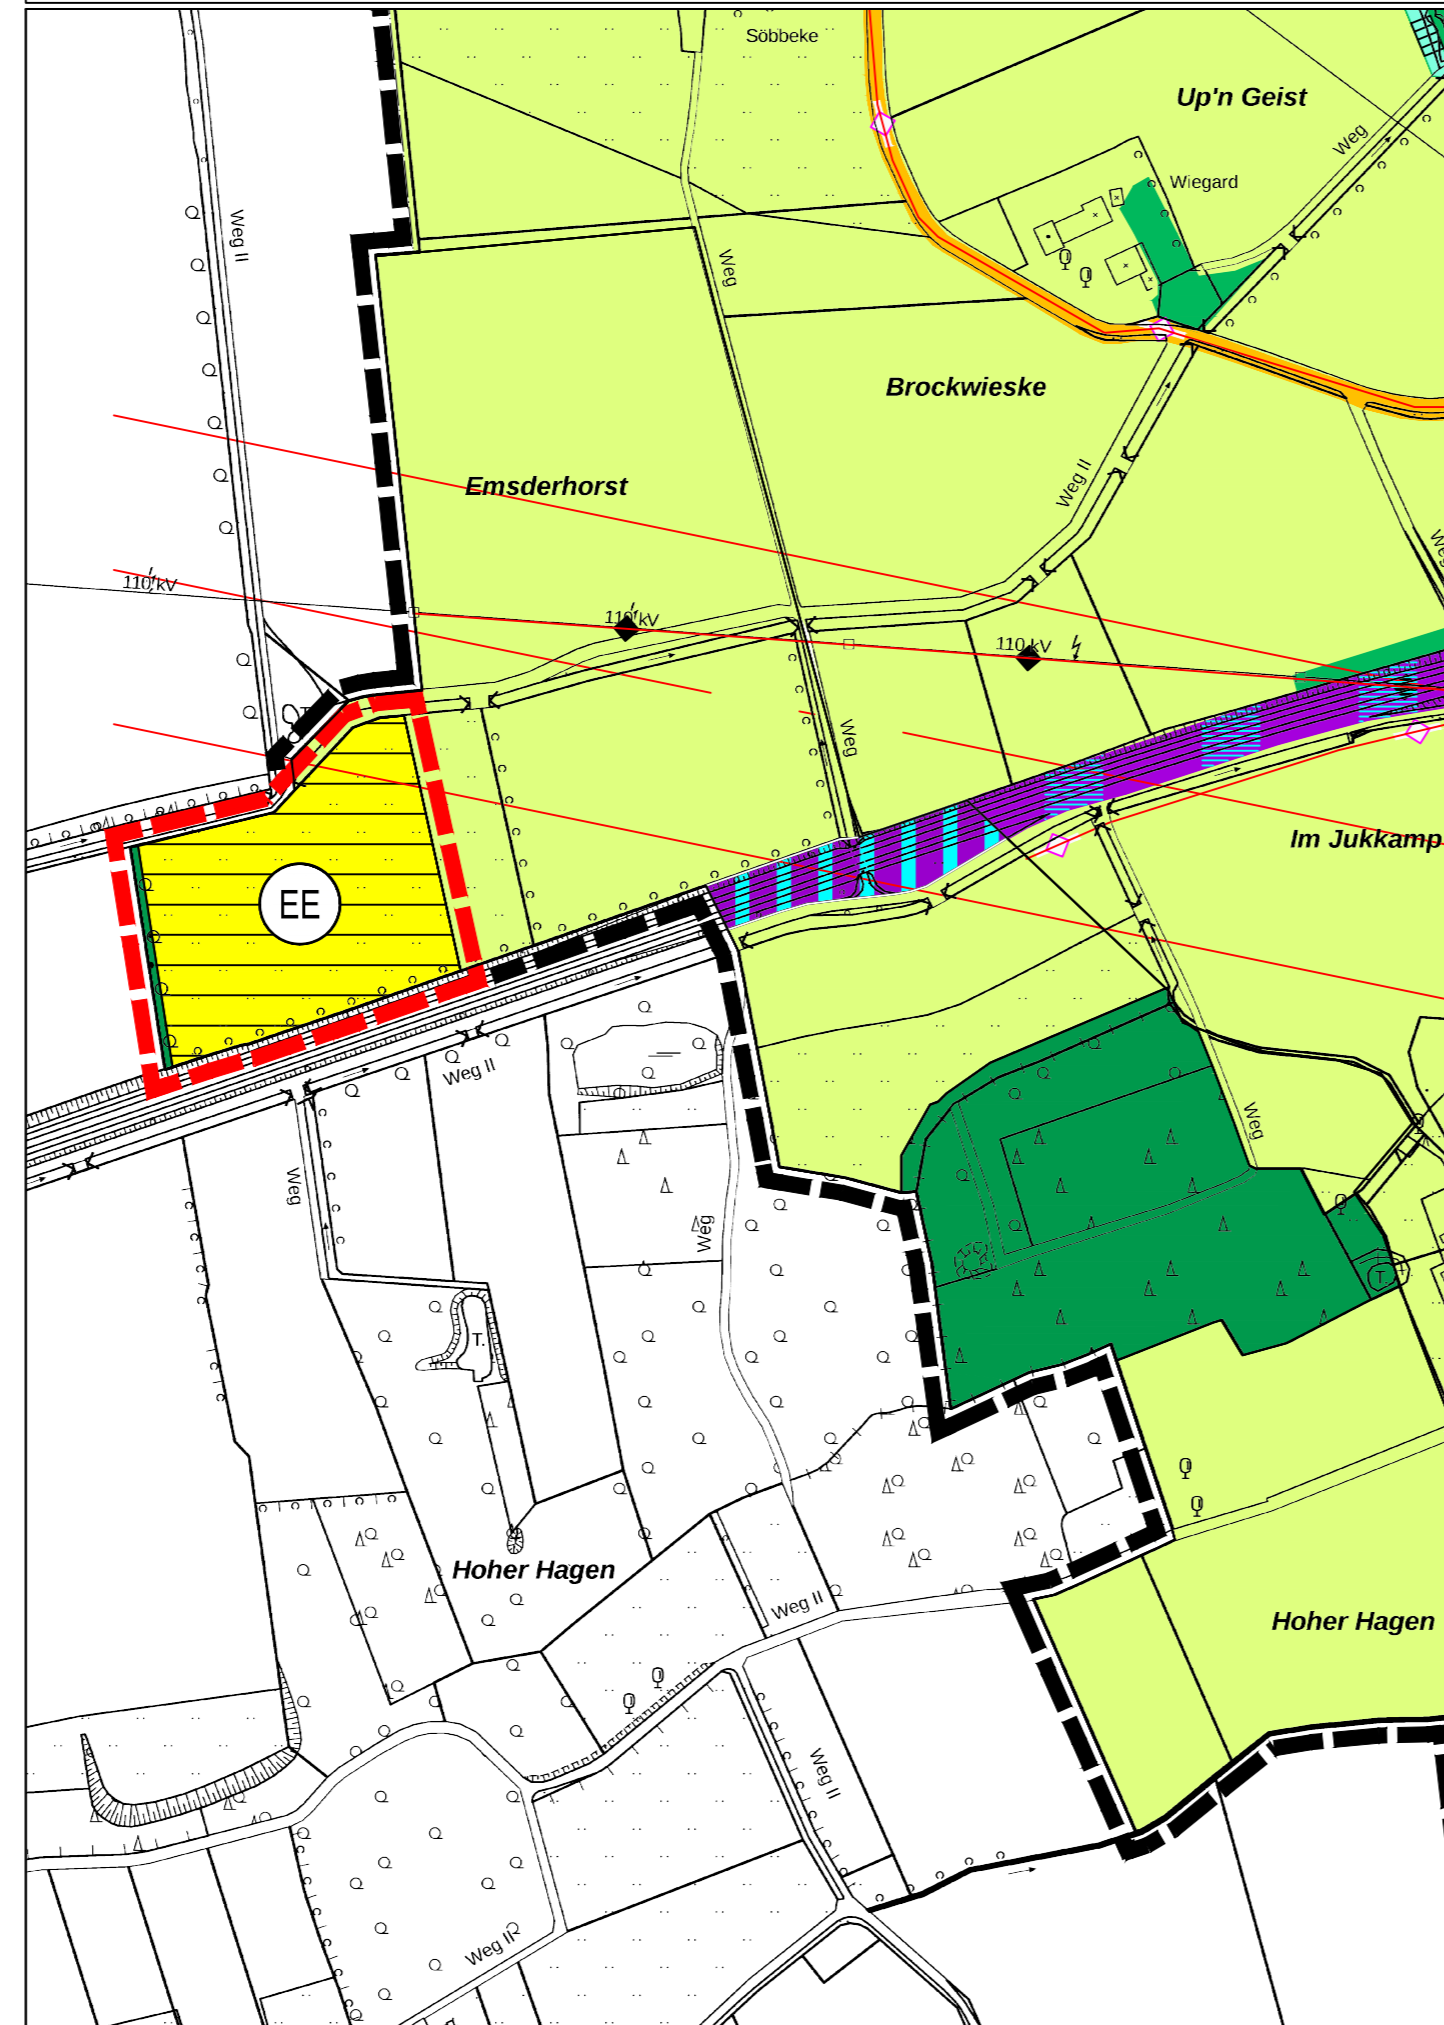 Söbbeke
Up'n Geist
Weg
Wiegard
Weg II
Weg
Brockwieske
Emsderhorst
Weg II
110 kV
110 kV
110 kV
Weg
Im Jukkamp
EE
Weg II
Weg
Weg
Weg
T.
T.
Hoher Hagen
Weg II
Hoher Hagen
Weg II
Weg II